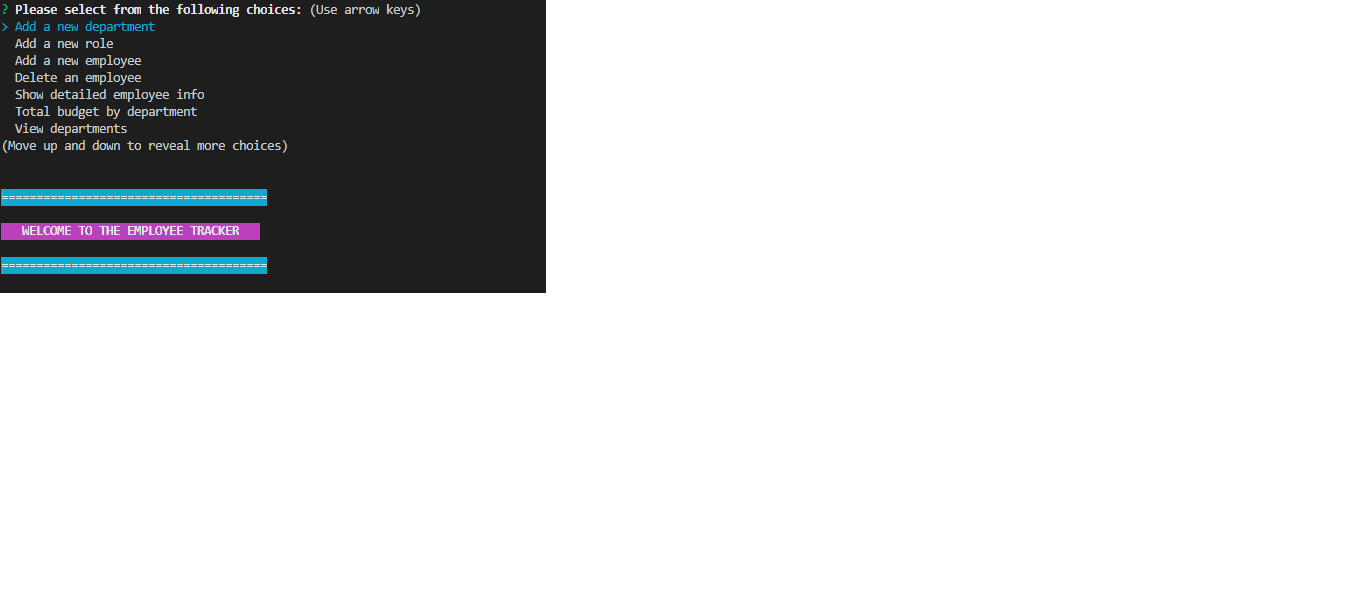 ? Please select from the following choices: (Use arrow keys)
> Add a new department
Add a new role
Add a new employee
Delete an employee
Show detailed employee info
Total budget by department
View departments
(Move up and down to reveal more choices)
======================================
WELCOME TO THE EMPLOYEE TRACKER
======================================